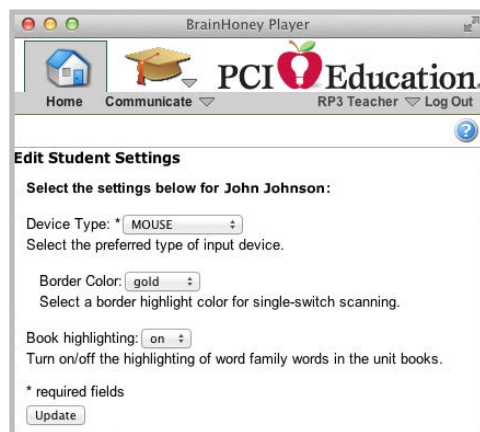 BrainHoney Player
PCI Education
Home Communicate RP3 Teacher Log Out
?
Edit Student Settings
Select the settings below for John Johnson:
Device Type: * MOUSE
Select the preferred type of input device.
Border Color: gold
Select a border highlight color for single-switch scanning.
Book highlighting: on
Turn on/off the highlighting of word family words in the unit books.
* required fields
Update